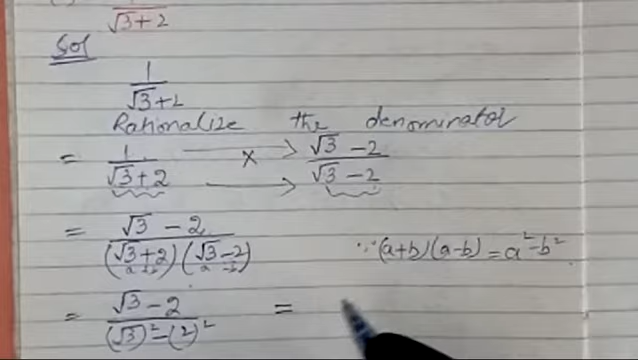 1/(√3+2)
Sol
1/(√3+2)
Rationalize the denominator
= 1/(√3+2) × (√3-2)/(√3-2)
= (√3-2)/((√3+2)(√3-2)) ∵ (a+b)(a-b) = a²-b²
= (√3-2)/((√3)²-(2)²) =